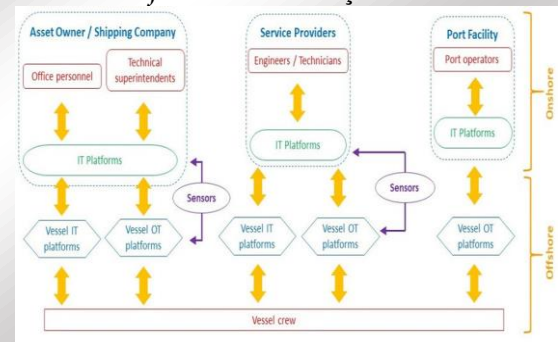 Asset Owner / Shipping Company
Office personnel
Technical
superintendents
IT Platforms
Service Providers
Engineers / Technicians
IT Platforms
Port Facility
Port operators
IT Platforms
Onshore
Sensors
Sensors
Vessel IT
platforms
Vessel OT
platforms
Vessel IT
platforms
Vessel OT
platforms
Vessel OT
platforms
Offshore
Vessel crew